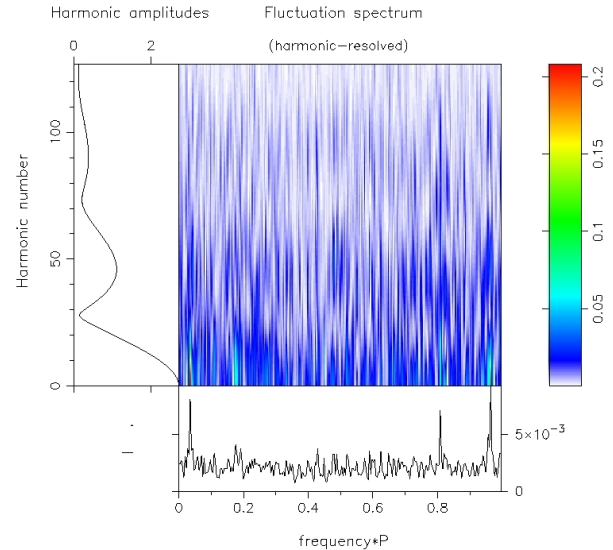 Harmonic amplitudes
Fluctuation spectrum
(harmonic-resolved)
0 2
Harmonic number
0 50 100
0.05 0.1 0.15 0.2
5×10⁻³
0
0 0.2 0.4 0.6 0.8
frequency*P